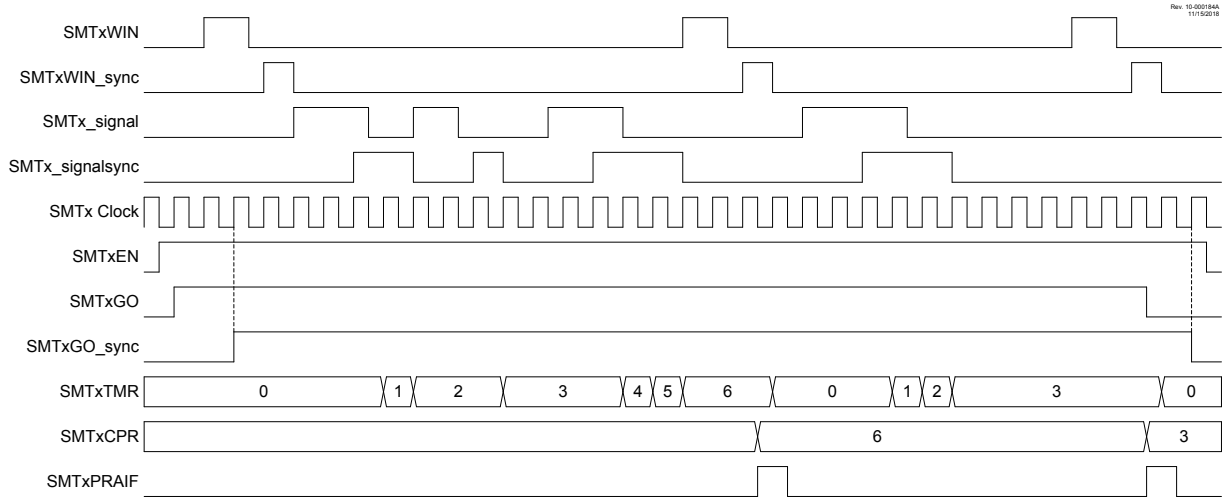 Rev. 10-000184A
11/15/2018
SMTxWIN
SMTxWIN_sync
SMTx_signal
SMTx_signalsync
SMTx Clock
SMTxEN
SMTxGO
SMTxGO_sync
SMTxTMR 0 1 2 3 4 5 6 0 1 2 3 0
SMTxCPR 6 3
SMTxPRAIF